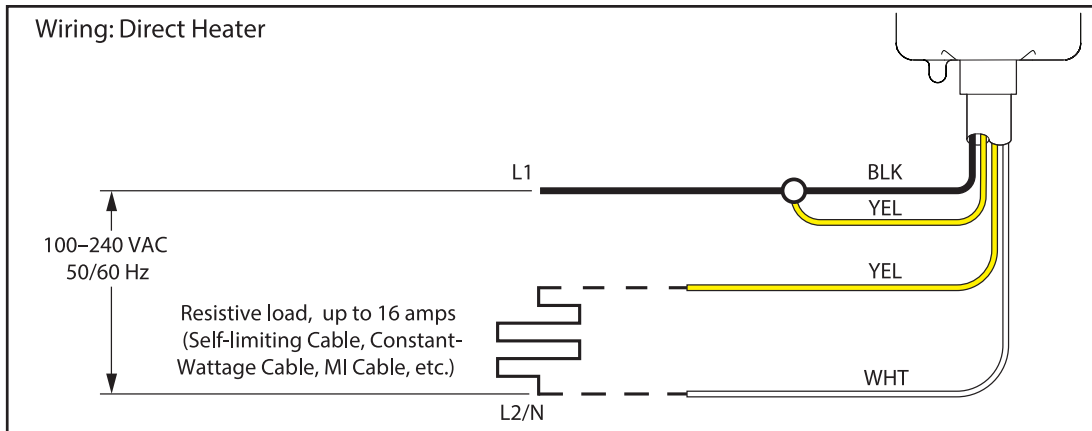 Wiring: Direct Heater
L1
BLK
YEL
100–240 VAC
50/60 Hz
YEL
Resistive load, up to 16 amps
(Self-limiting Cable, Constant-
Wattage Cable, MI Cable, etc.)
WHT
L2/N